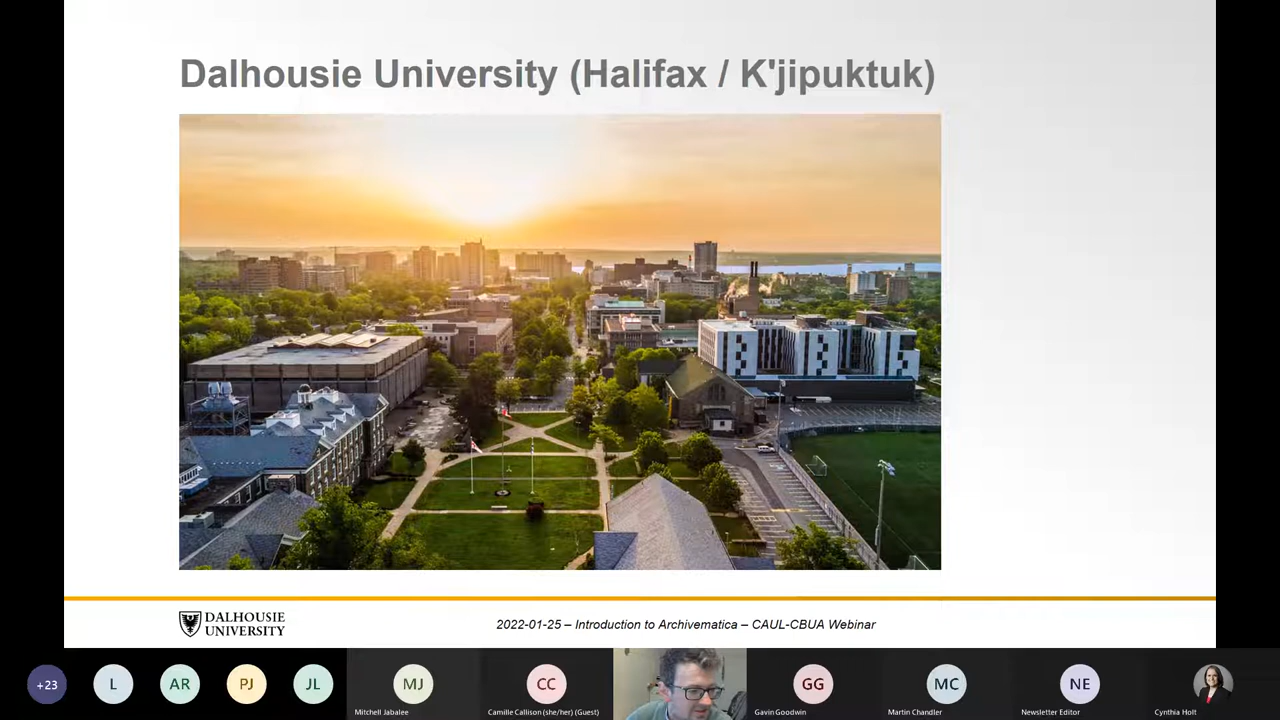 Dalhousie University (Halifax / K'jipuktuk)
DALHOUSIE
UNIVERSITY
2022-01-25 – Introduction to Archivematica – CAUL-CBUA Webinar
+23
L
AR
PJ
JL
MJ
CC
GG
MC
NE
Mitchell Jabalee
Camille Callison (she/her) (Guest)
Gavin Goodwin
Martin Chandler
Newsletter Editor
Cynthia Holt